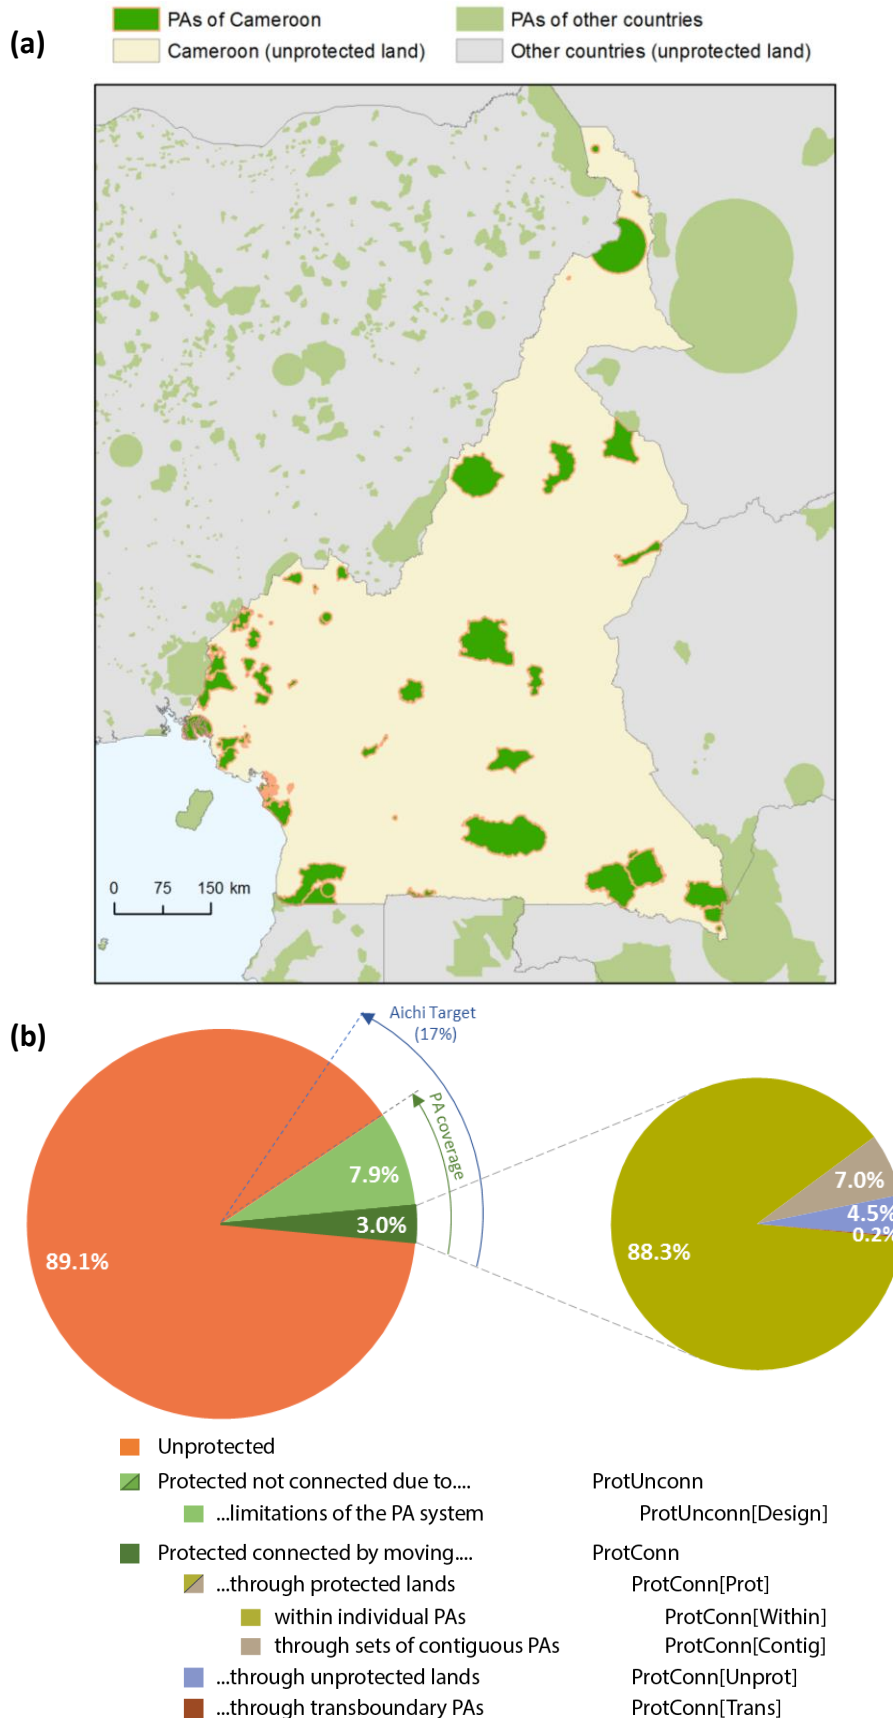 (a)
PAs of Cameroon
PAs of other countries
Cameroon (unprotected land)
Other countries (unprotected land)
0 75 150 km
(b)
Aichi Target
(17%)
PA coverage
7.9%
3.0%
89.1%
7.0%
4.5%
0.2%
88.3%
Unprotected
Protected not connected due to.... ProtUnconn
...limitations of the PA system ProtUnconn[Design]
Protected connected by moving.... ProtConn
...through protected lands ProtConn[Prot]
within individual PAs ProtConn[Within]
through sets of contiguous PAs ProtConn[Contig]
...through unprotected lands ProtConn[Unprot]
...through transboundary PAs ProtConn[Trans]